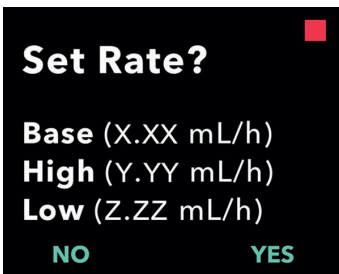 Set Rate?
Base (X.XX mL/h)
High (Y.YY mL/h)
Low (Z.ZZ mL/h)
NO YES